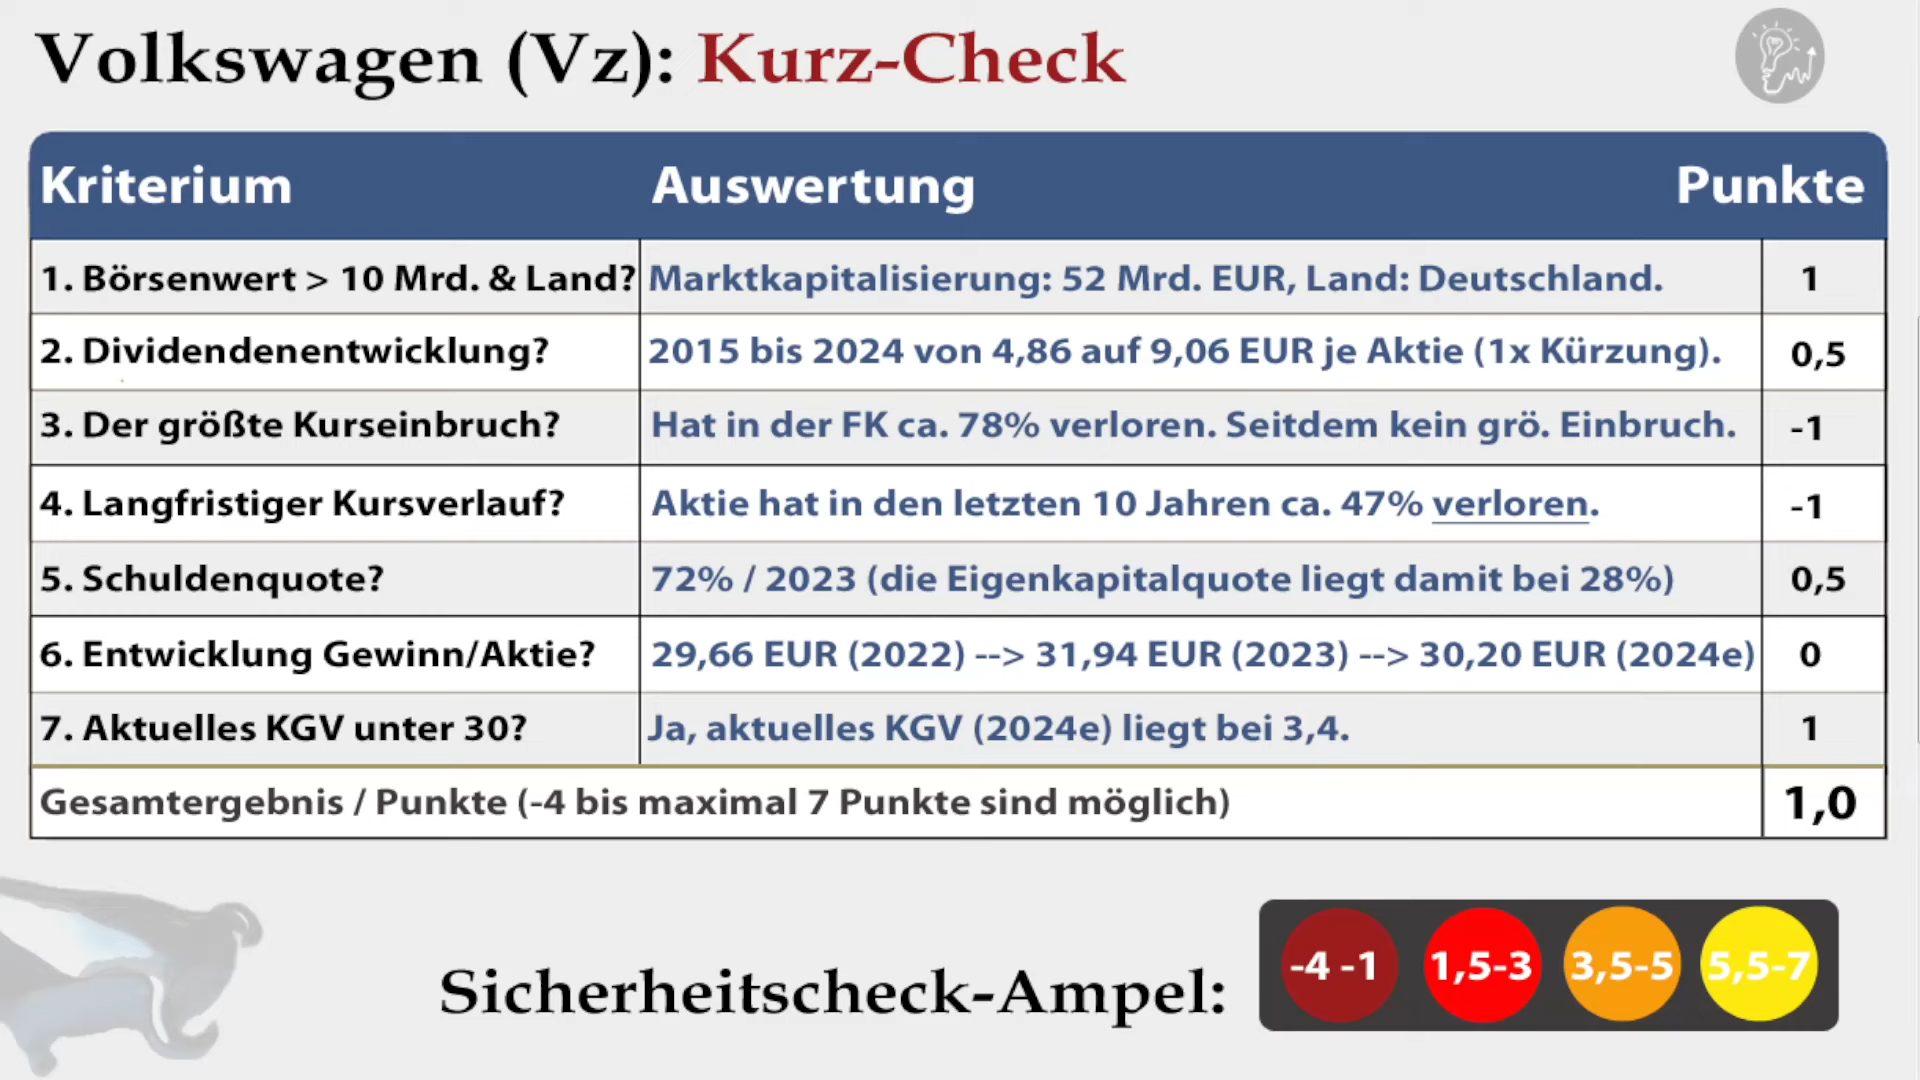 Volkswagen (Vz): Kurz-Check
Kriterium Auswertung Punkte
1. Börsenwert > 10 Mrd. & Land? Marktkapitalisierung: 52 Mrd. EUR, Land: Deutschland. 1
2. Dividendenentwicklung? 2015 bis 2024 von 4,86 auf 9,06 EUR je Aktie (1x Kürzung). 0,5
3. Der größte Kurseinbruch? Hat in der FK ca. 78% verloren. Seitdem kein grö. Einbruch. -1
4. Langfristiger Kursverlauf? Aktie hat in den letzten 10 Jahren ca. 47% verloren. -1
5. Schuldenquote? 72% / 2023 (die Eigenkapitalquote liegt damit bei 28%) 0,5
6. Entwicklung Gewinn/Aktie? 29,66 EUR (2022) --> 31,94 EUR (2023) --> 30,20 EUR (2024e) 0
7. Aktuelles KGV unter 30? Ja, aktuelles KGV (2024e) liegt bei 3,4. 1
Gesamtergebnis / Punkte (-4 bis maximal 7 Punkte sind möglich) 1,0
Sicherheitscheck-Ampel: -4 -1 1,5-3 3,5-5 5,5-7